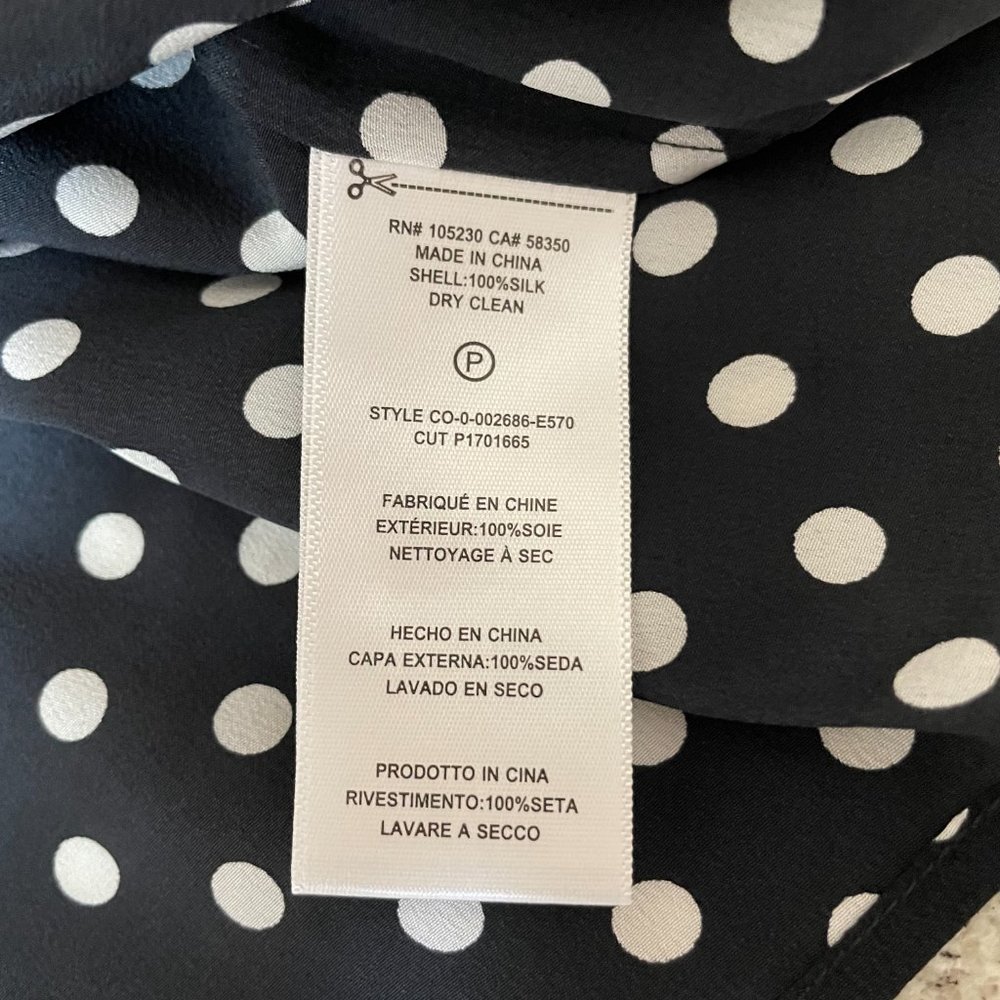 RN# 105230 CA# 58350
MADE IN CHINA
SHELL:100%SILK
DRY CLEAN
P
STYLE CO-0-002686-E570
CUT P1701665
FABRIQUÉ EN CHINE
EXTÉRIEUR:100%SOIE
NETTOYAGE À SEC
HECHO EN CHINA
CAPA EXTERNA:100%SEDA
LAVADO EN SECO
PRODOTTO IN CINA
RIVESTIMENTO:100%SETA
LAVARE A SECCO